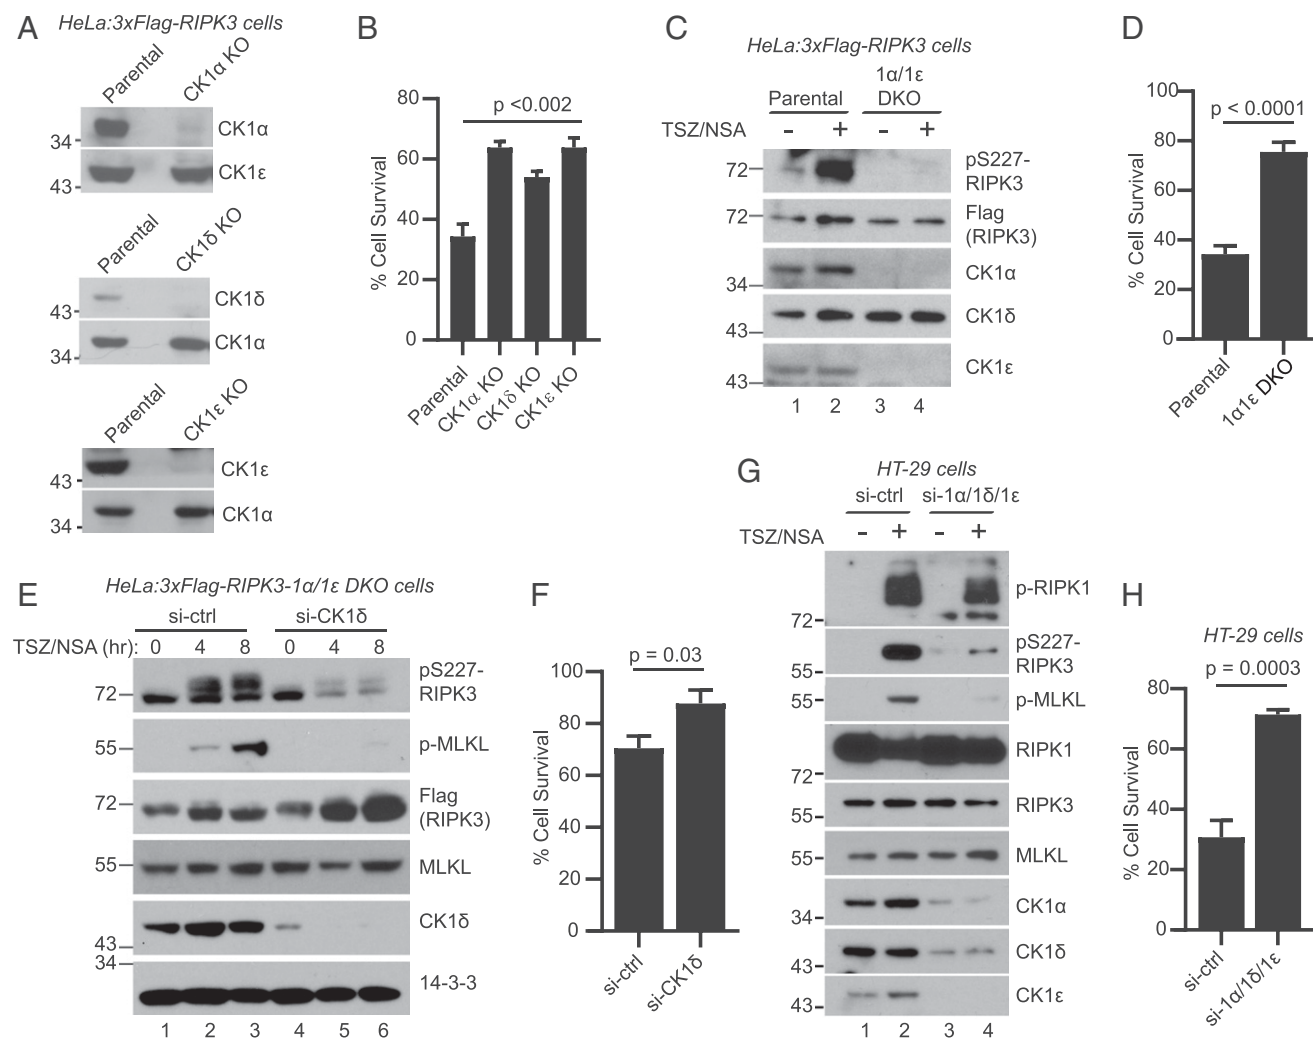 A
HeLa:3xFlag-RIPK3 cells
Parental
CK1α KO
34
CK1α
43
CK1ε
Parental
CK1δ KO
43
CK1δ
34
CK1α
Parental
CK1ε KO
43
CK1ε
34
CK1α
B
p <0.002
% Cell Survival
80
60
40
20
0
Parental
CK1α KO
CK1δ KO
CK1ε KO
C
HeLa:3xFlag-RIPK3 cells
1α/1ε
Parental DKO
TSZ/NSA - + - +
72
pS227-
RIPK3
72
Flag
(RIPK3)
34
CK1α
43
CK1δ
43
CK1ε
1 2 3 4
D
p < 0.0001
% Cell Survival
100
80
60
40
20
0
Parental
1α1ε DKO
E
HeLa:3xFlag-RIPK3-1α/1ε DKO cells
si-ctrl si-CK1δ
TSZ/NSA (hr): 0 4 8 0 4 8
72
pS227-
RIPK3
55
p-MLKL
72
Flag
(RIPK3)
55
MLKL
43
CK1δ
34
14-3-3
1 2 3 4 5 6
F
p = 0.03
% Cell Survival
100
80
60
40
20
0
si-ctrl
si-CK1δ
G
HT-29 cells
si-ctrl si-1α/1δ/1ε
TSZ/NSA - + - +
72
p-RIPK1
55
pS227-
RIPK3
55
p-MLKL
72
RIPK1
55
RIPK3
55
MLKL
34
CK1α
43
CK1δ
43
CK1ε
1 2 3 4
H
HT-29 cells
p = 0.0003
% Cell Survival
80
60
40
20
0
si-ctrl
si-1α/1δ/1ε